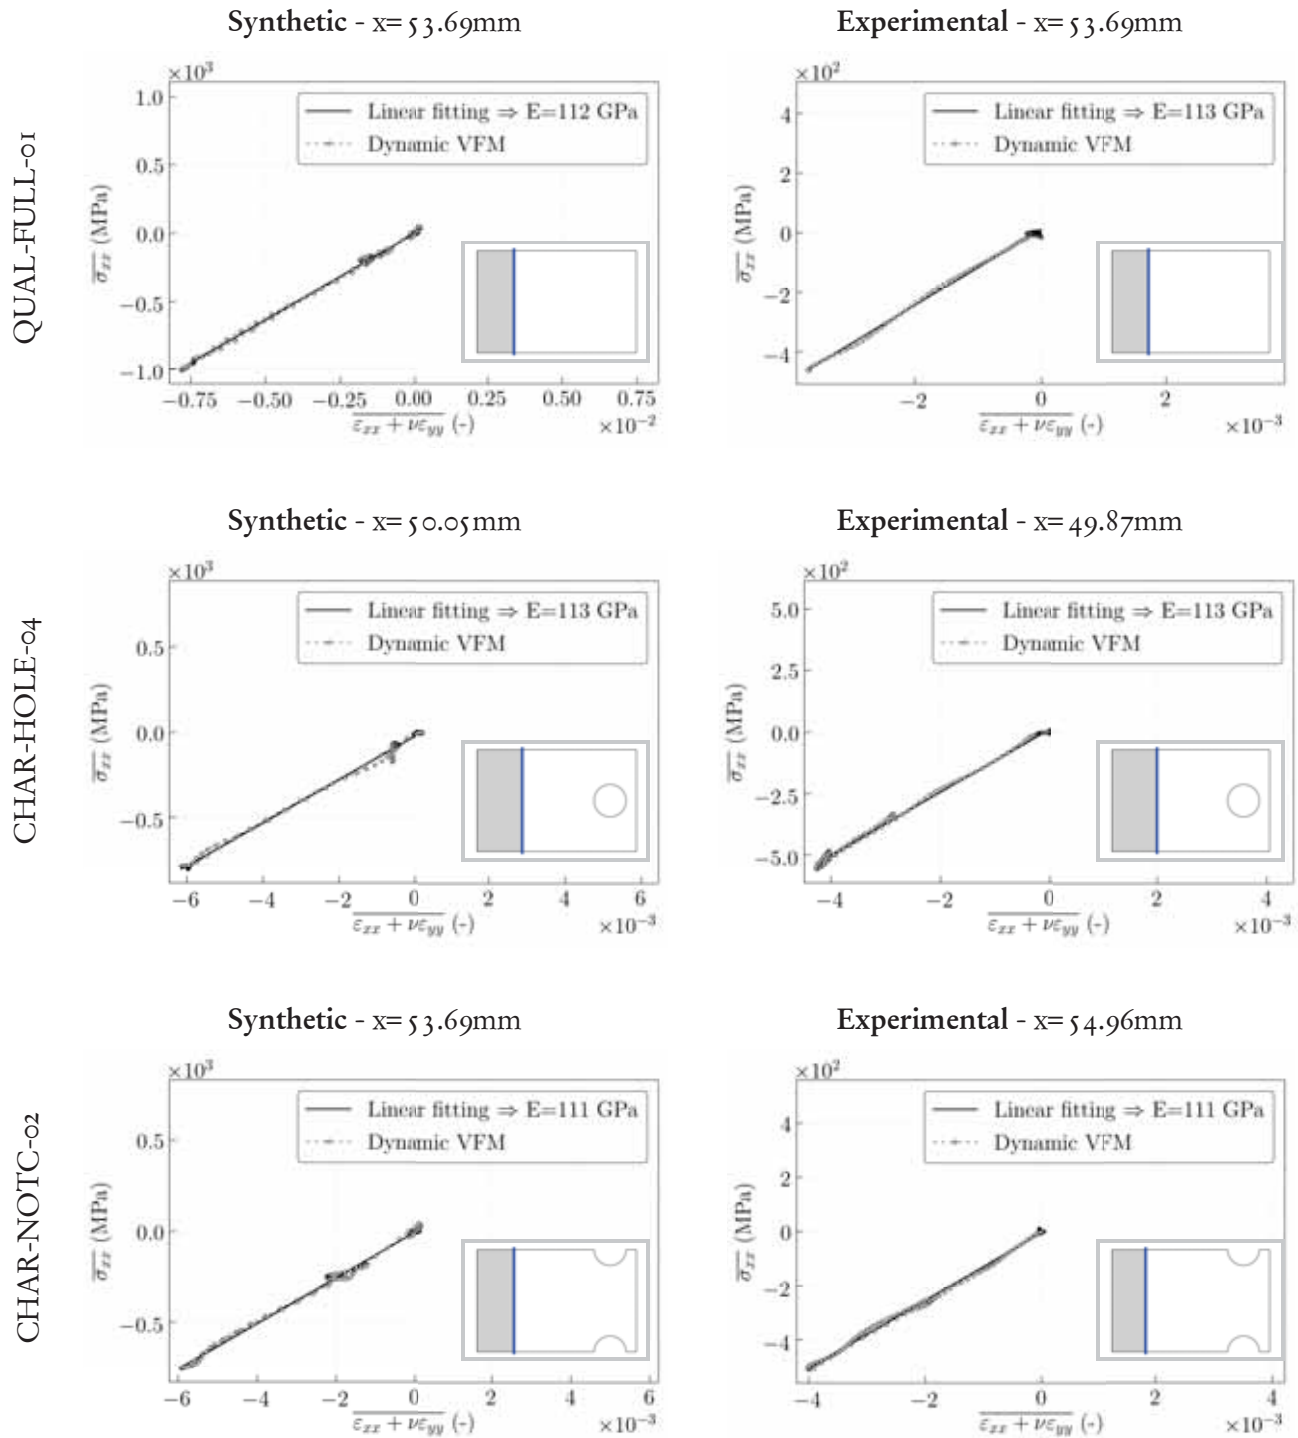 Synthetic - x= 53.69mm
Experimental - x= 53.69mm
QUAL-FULL-01
×10³
1.0
0.5
0.0
−0.5
−1.0
σxx (MPa)
Linear fitting ⇒ E=112 GPa
Dynamic VFM
−0.75 −0.50 −0.25 0.00 0.25 0.50 0.75
εxx + νεyy (-)
×10⁻²
×10²
4
2
0
−2
−4
σxx (MPa)
Linear fitting ⇒ E=113 GPa
Dynamic VFM
−2 0 2
εxx + νεyy (-)
×10⁻³
Synthetic - x= 50.05mm
Experimental - x= 49.87mm
CHAR-HOLE-04
×10³
0.5
0.0
−0.5
σxx (MPa)
Linear fitting ⇒ E=113 GPa
Dynamic VFM
−6 −4 −2 0 2 4 6
εxx + νεyy (-)
×10⁻³
×10²
5.0
2.5
0.0
−2.5
−5.0
σxx (MPa)
Linear fitting ⇒ E=113 GPa
Dynamic VFM
−4 −2 0 2 4
εxx + νεyy (-)
×10⁻³
Synthetic - x= 53.69mm
Experimental - x= 54.96mm
CHAR-NOTC-02
×10³
0.5
0.0
−0.5
σxx (MPa)
Linear fitting ⇒ E=111 GPa
Dynamic VFM
−6 −4 −2 0 2 4 6
εxx + νεyy (-)
×10⁻³
×10²
4
2
0
−2
−4
σxx (MPa)
Linear fitting ⇒ E=111 GPa
Dynamic VFM
−4 −2 0 2 4
εxx + νεyy (-)
×10⁻³